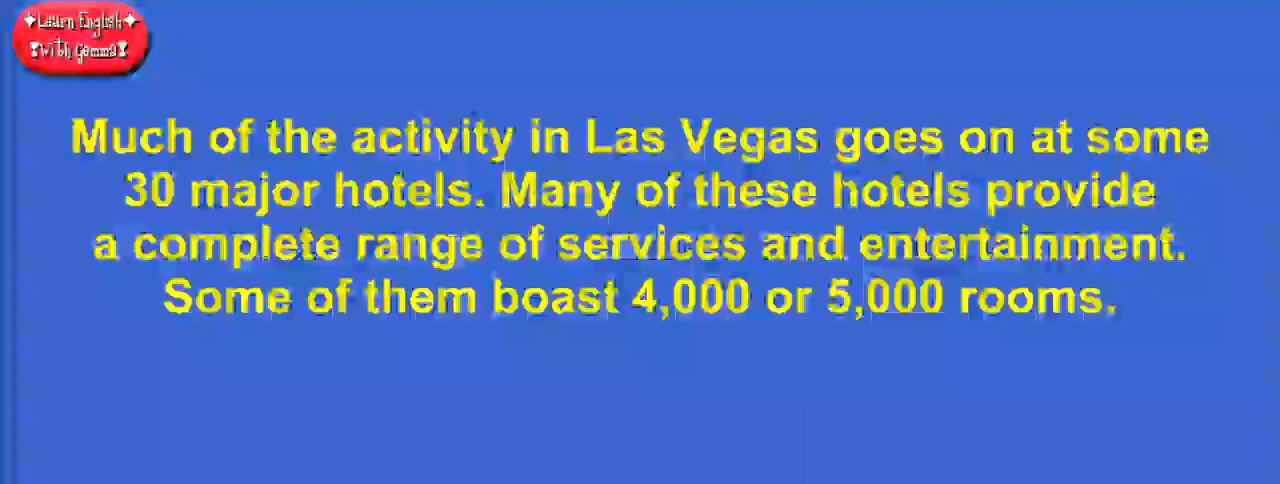 Learn English
with Gemma
Much of the activity in Las Vegas goes on at some
30 major hotels. Many of these hotels provide
a complete range of services and entertainment.
Some of them boast 4,000 or 5,000 rooms.